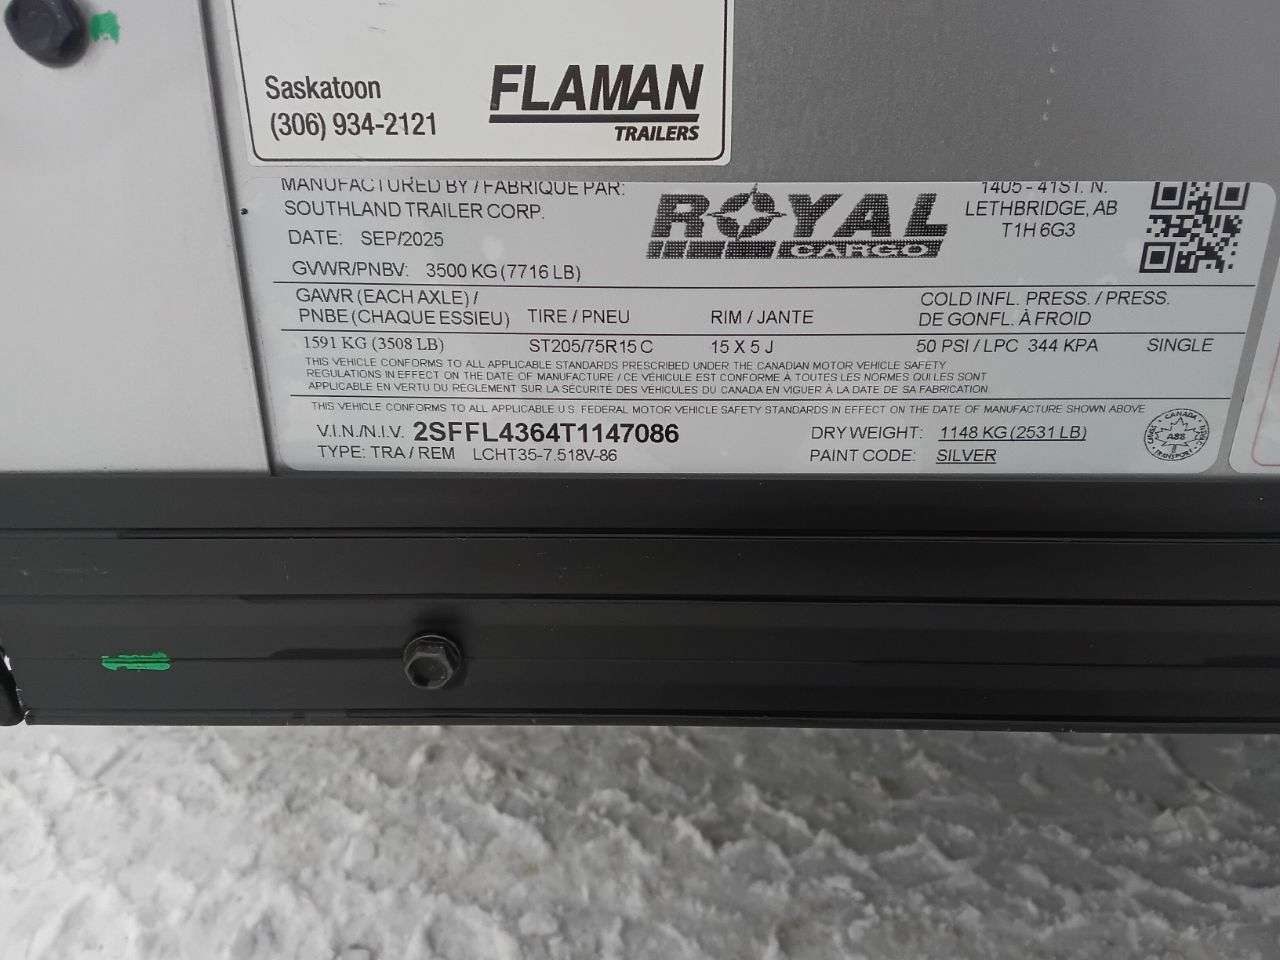 Saskatoon
(306) 934-2121
FLAMAN
TRAILERS
MANUFACTURED BY / FABRIQUE PAR:
SOUTHLAND TRAILER CORP.
DATE: SEP/2025
GVWR/PNBV: 3500 KG (7716 LB)
ROYAL
CARGO
1405 - 41ST. N.
LETHBRIDGE, AB
T1H 6G3
GAWR (EACH AXLE) /
PNBE (CHAQUE ESSIEU) TIRE / PNEU RIM / JANTE
COLD INFL. PRESS. / PRESS.
DE GONFL. À FROID
1591 KG (3508 LB) ST205/75R15 C 15 X 5 J 50 PSI / LPC 344 KPA SINGLE
THIS VEHICLE CONFORMS TO ALL APPLICABLE STANDARDS PRESCRIBED UNDER THE CANADIAN MOTOR VEHICLE SAFETY
REGULATIONS IN EFFECT ON THE DATE OF MANUFACTURE / CE VÉHICULE EST CONFORME À TOUTES LES NORMES QUI LES SONT
APPLICABLE EN VERTU DU RÈGLEMENT SUR LA SÉCURITÉ DES VÉHICULES DU CANADA EN VIGUER À LA DATE DE SA FABRICATION
THIS VEHICLE CONFORMS TO ALL APPLICABLE U.S. FEDERAL MOTOR VEHICLE SAFETY STANDARDS IN EFFECT ON THE DATE OF MANUFACTURE SHOWN ABOVE
V.I.N./N.I.V. 2SFFL4364T1147086 DRY WEIGHT: 1148 KG (2531 LB)
TYPE: TRA / REM LCHT35-7.518V-86 PAINT CODE: SILVER
CANADA
TRANSPORT